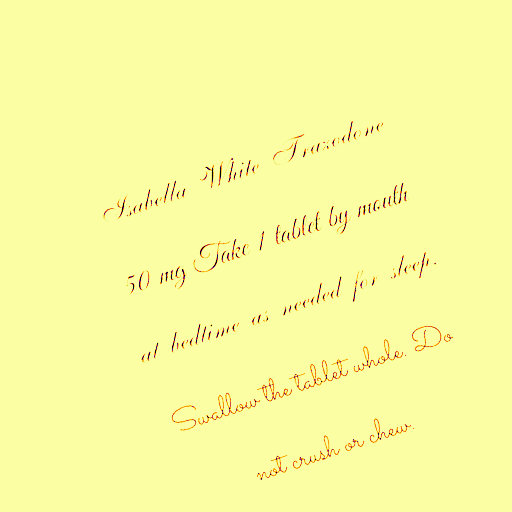 Isabella White Trazodone
50 mg Take 1 tablet by mouth
at bedtime as needed for sleep.
Swallow the tablet whole. Do
not crush or chew.